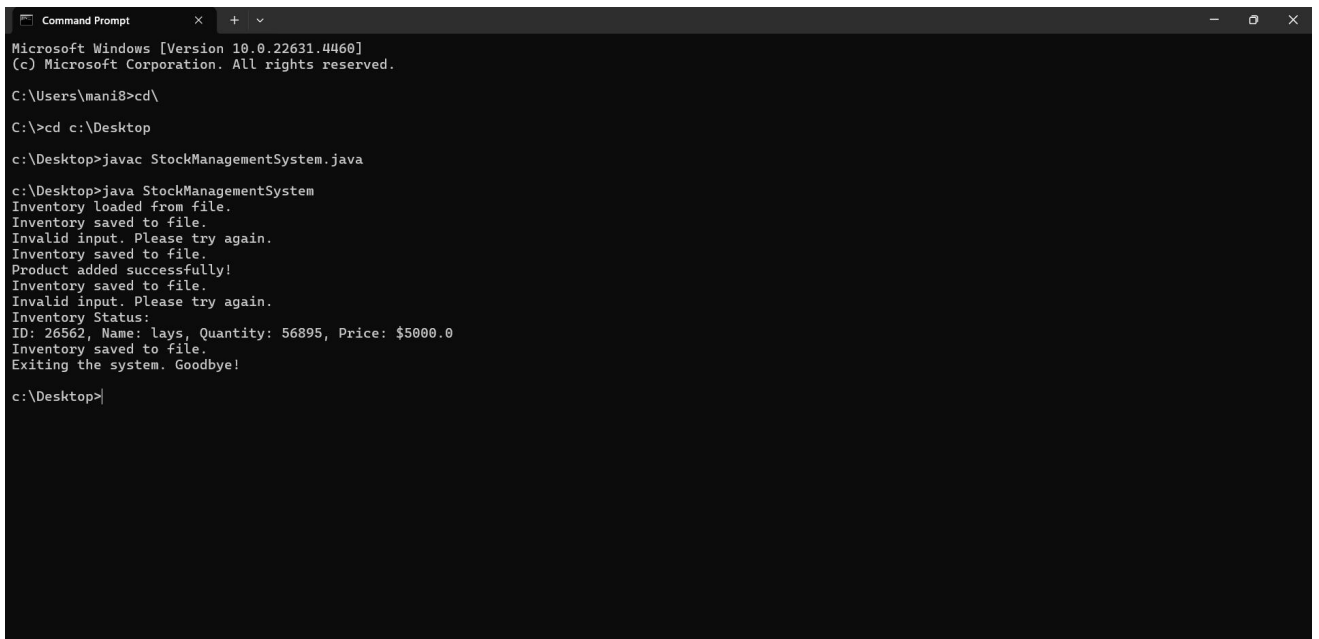 Command Prompt
Microsoft Windows [Version 10.0.22631.4460]
(c) Microsoft Corporation. All rights reserved.
C:\Users\mani8>cd\
C:\>cd c:\Desktop
c:\Desktop>javac StockManagementSystem.java
c:\Desktop>java StockManagementSystem
Inventory loaded from file.
Inventory saved to file.
Invalid input. Please try again.
Inventory saved to file.
Product added successfully!
Inventory saved to file.
Invalid input. Please try again.
Inventory Status:
ID: 26562, Name: lays, Quantity: 56895, Price: $5000.0
Inventory saved to file.
Exiting the system. Goodbye!
c:\Desktop>